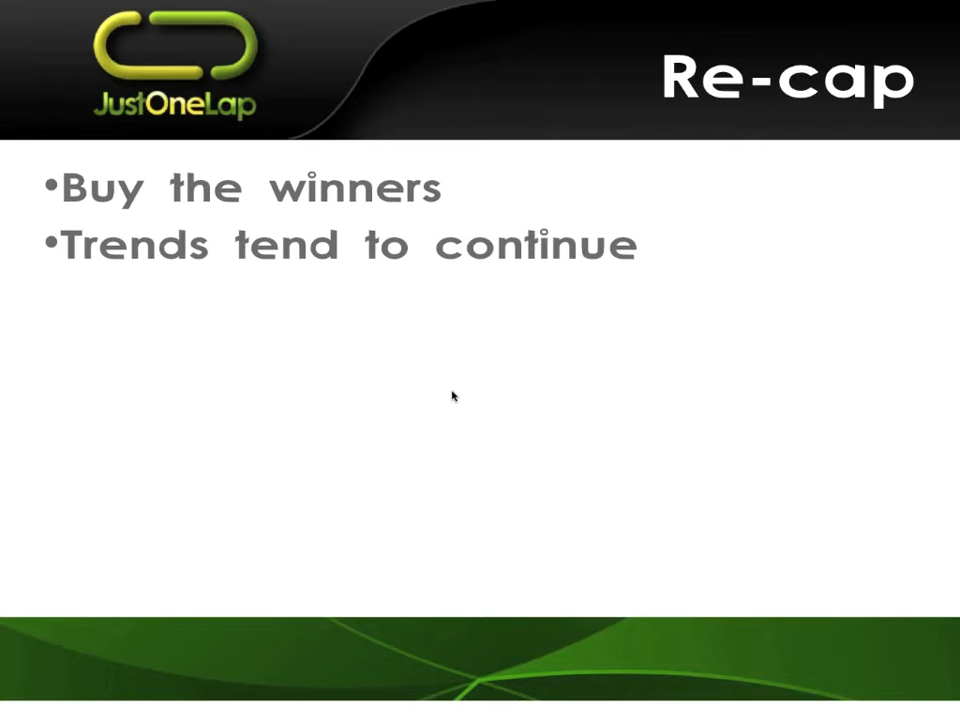 JustOneLap
Re-cap
•Buy the winners
•Trends tend to continue